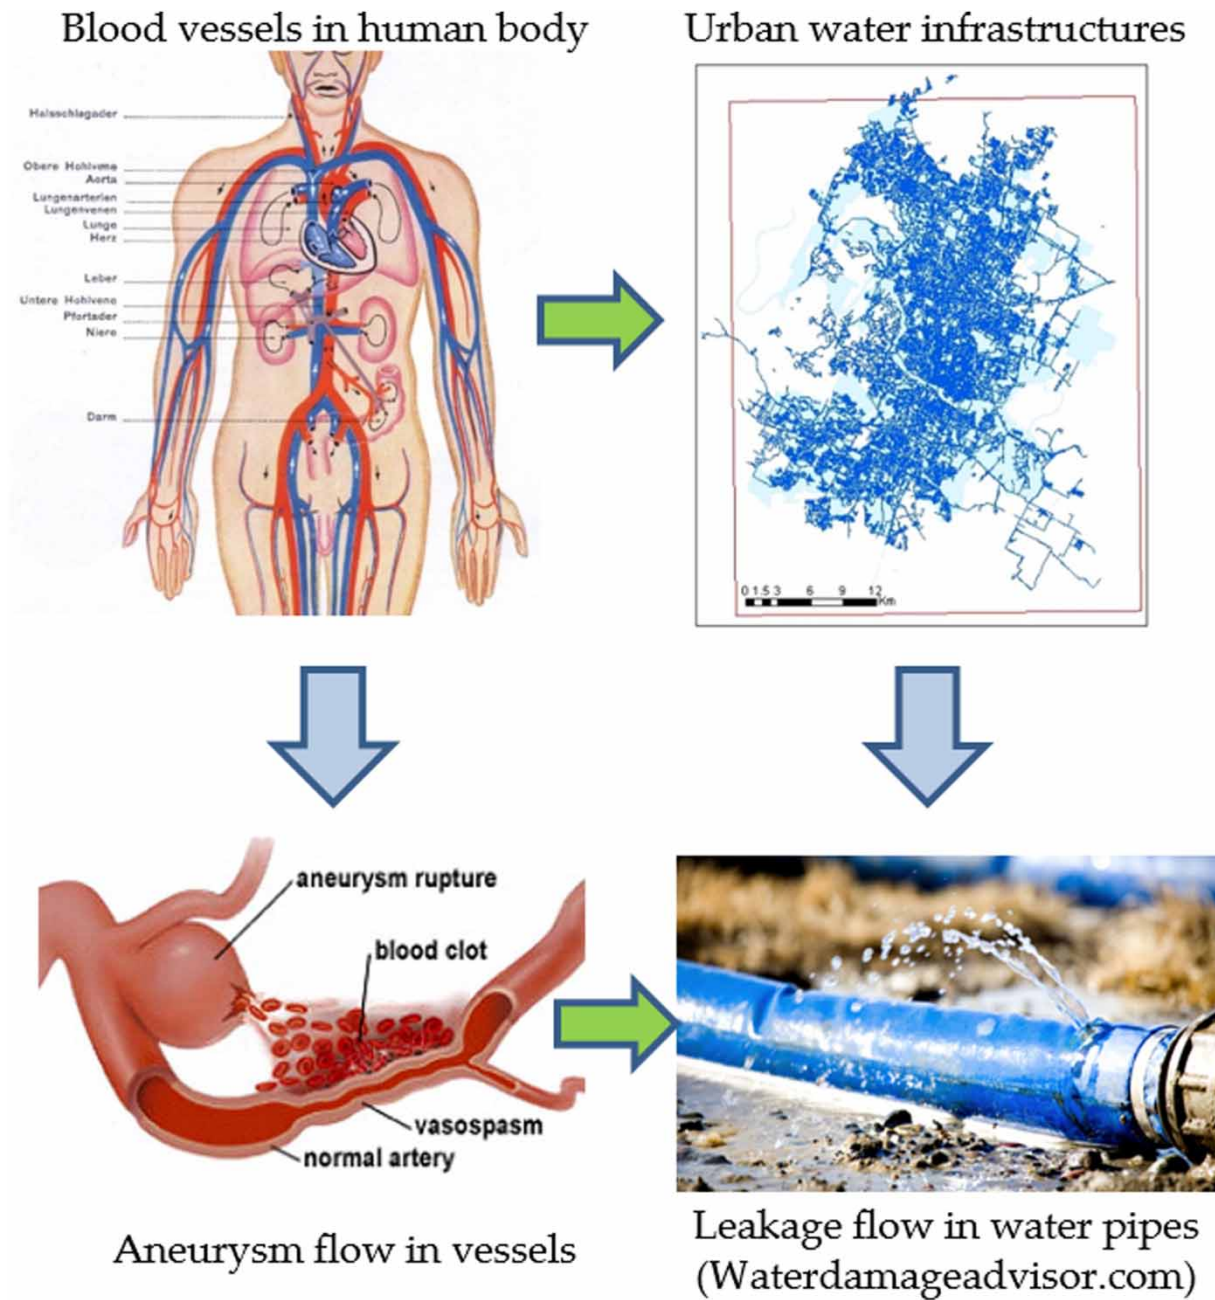 Blood vessels in human body
Urban water infrastructures
Halsschlagader
Obere Hohlvene
Aorta
Lungenarterien
Lungenvenen
Lunge
Herz
Leber
Untere Hohlvene
Pfortader
Niere
Darm
0 1.5 3 6 9 12
Km
aneurysm rupture
blood clot
vasospasm
normal artery
Aneurysm flow in vessels
Leakage flow in water pipes
(Waterdamageadvisor.com)